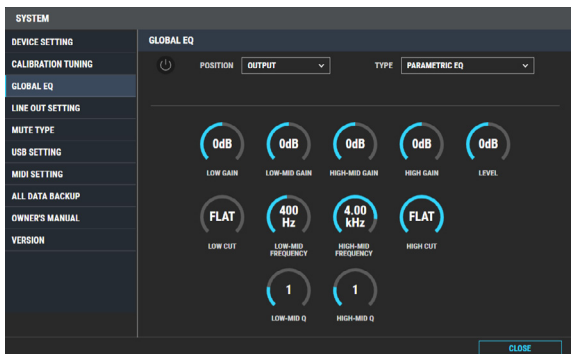 SYSTEM
DEVICE SETTING
CALIBRATION TUNING
GLOBAL EQ
LINE OUT SETTING
MUTE TYPE
USB SETTING
MIDI SETTING
ALL DATA BACKUP
OWNER'S MANUAL
VERSION
GLOBAL EQ
POSITION OUTPUT TYPE PARAMETRIC EQ
0dB 0dB 0dB 0dB 0dB
LOW GAIN LOW-MID GAIN HIGH-MID GAIN HIGH GAIN LEVEL
FLAT 400 Hz 4.00 kHz FLAT
LOW CUT LOW-MID FREQUENCY HIGH-MID FREQUENCY HIGH CUT
1 1
LOW-MID Q HIGH-MID Q
CLOSE